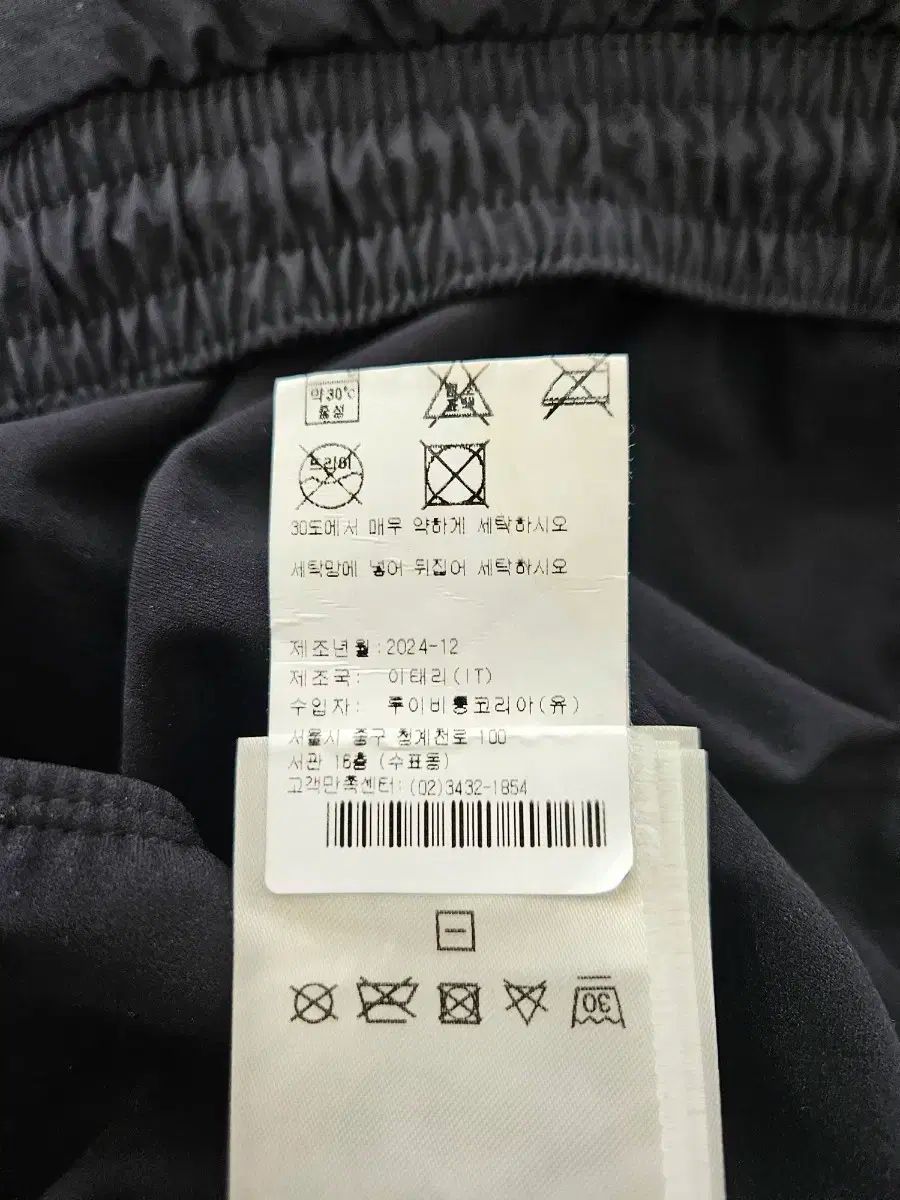 약 30℃
중성
드라이
30도에서 매우 약하게 세탁하시오
세탁망에 넣어 뒤집어 세탁하시오
제조년월:2024-12
제조국: 이태리(IT)
수입자: 루이비통코리아(유)
서울시 중구 청계천로 100
서관 16층 (수표동)
고객만족센터: (02)3432-1854
30